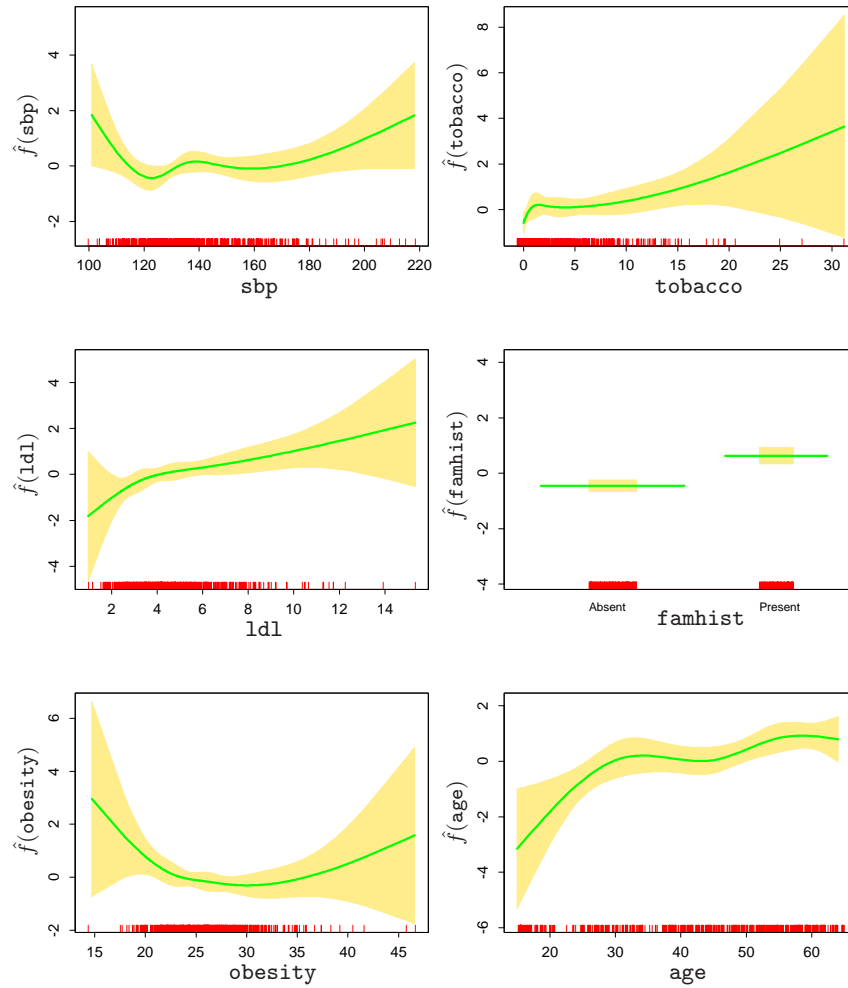 f̂(sbp)
4
2
0
-2
100 120 140 160 180 200 220
sbp
f̂(tobacco)
8
6
4
2
0
0 5 10 15 20 25 30
tobacco
f̂(ldl)
4
2
0
-2
-4
2 4 6 8 10 12 14
ldl
f̂(famhist)
4
2
0
-2
-4
Absent Present
famhist
f̂(obesity)
6
4
2
0
-2
15 20 25 30 35 40 45
obesity
f̂(age)
2
0
-2
-4
-6
20 30 40 50 60
age